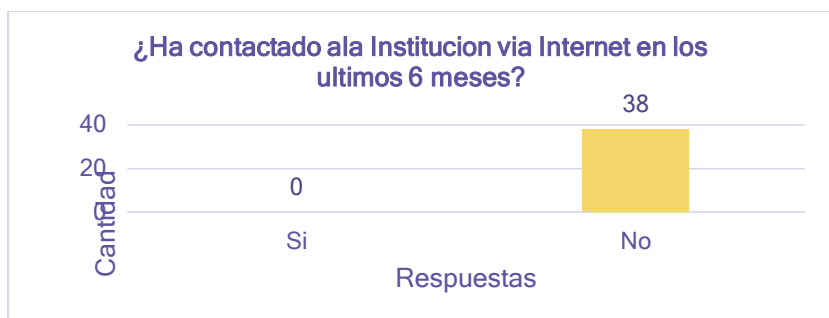 ¿Ha contactado ala Institucion via Internet en los
ultimos 6 meses?
38
40
20
0
0
Cantidad
Si
No
Respuestas